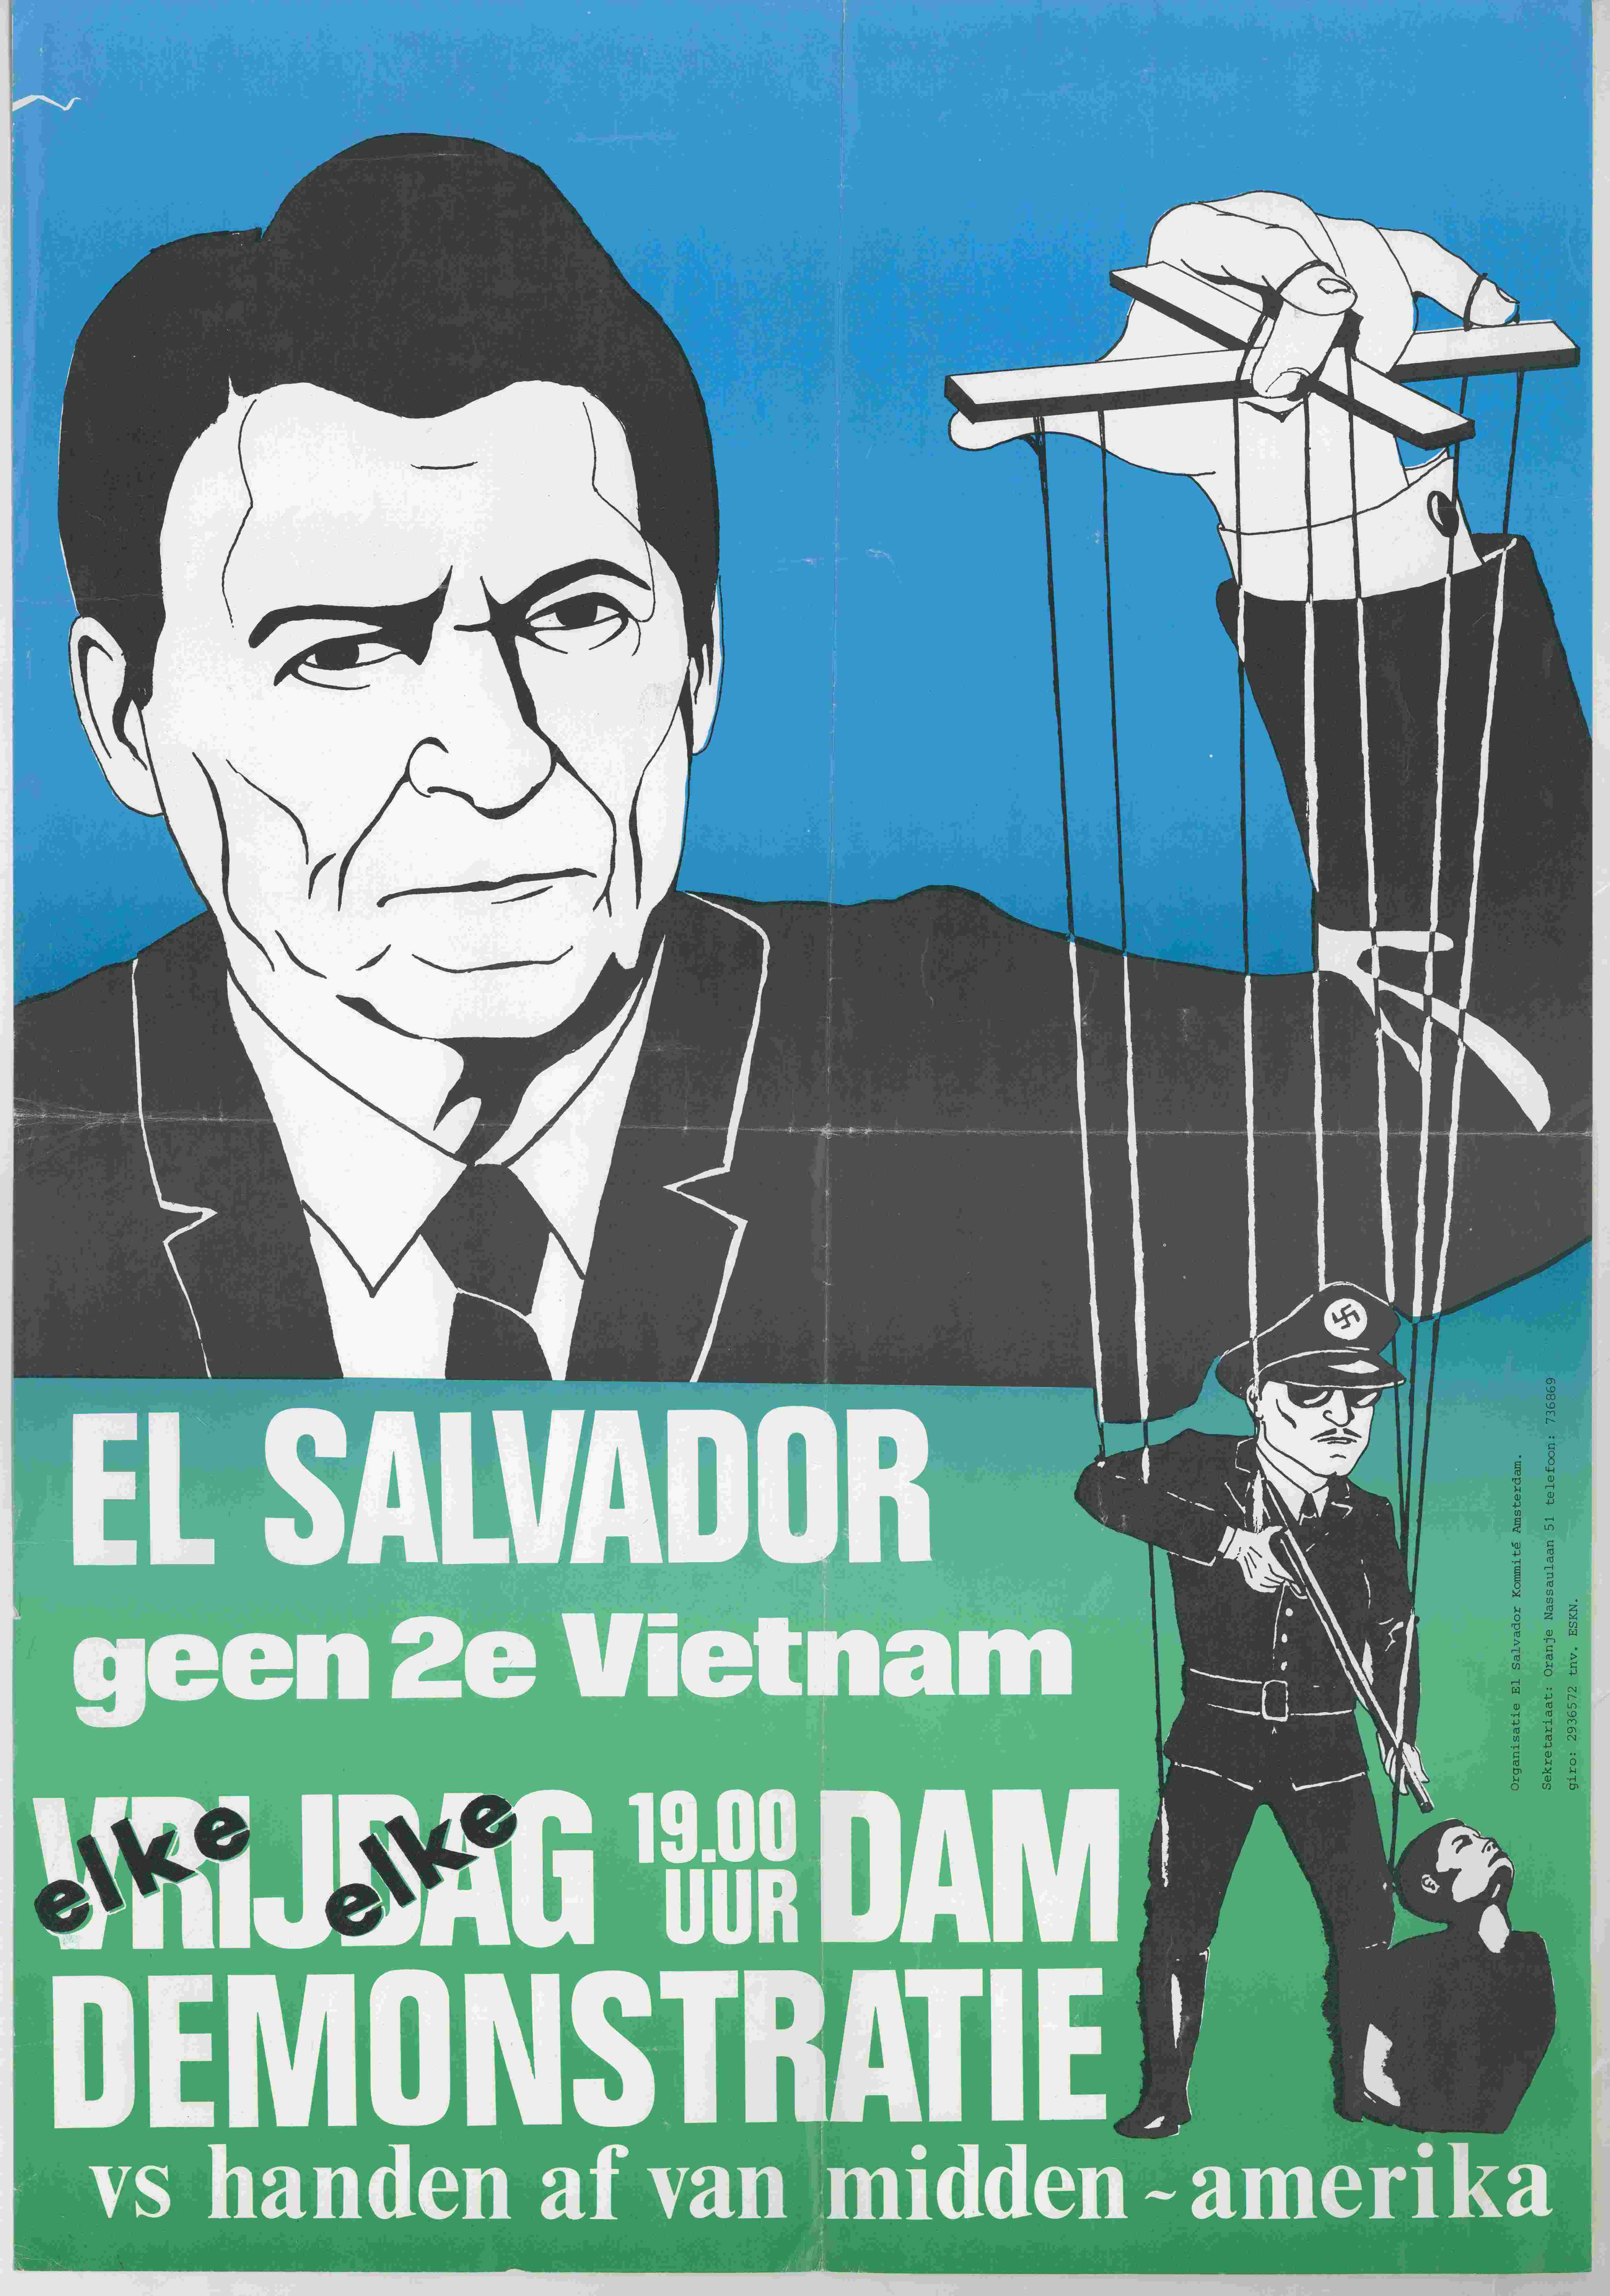 EL SALVADOR
geen 2e Vietnam
elke elke
VRIJDAG 19.00 UUR DAM
DEMONSTRATIE
vs handen af van midden-amerika
Organisatie El Salvador Kommité Amsterdam.
Sekretariaat: Oranje Nassaulaan 51 telefoon: 736869
giro: 2936572 tnv. ESKN.